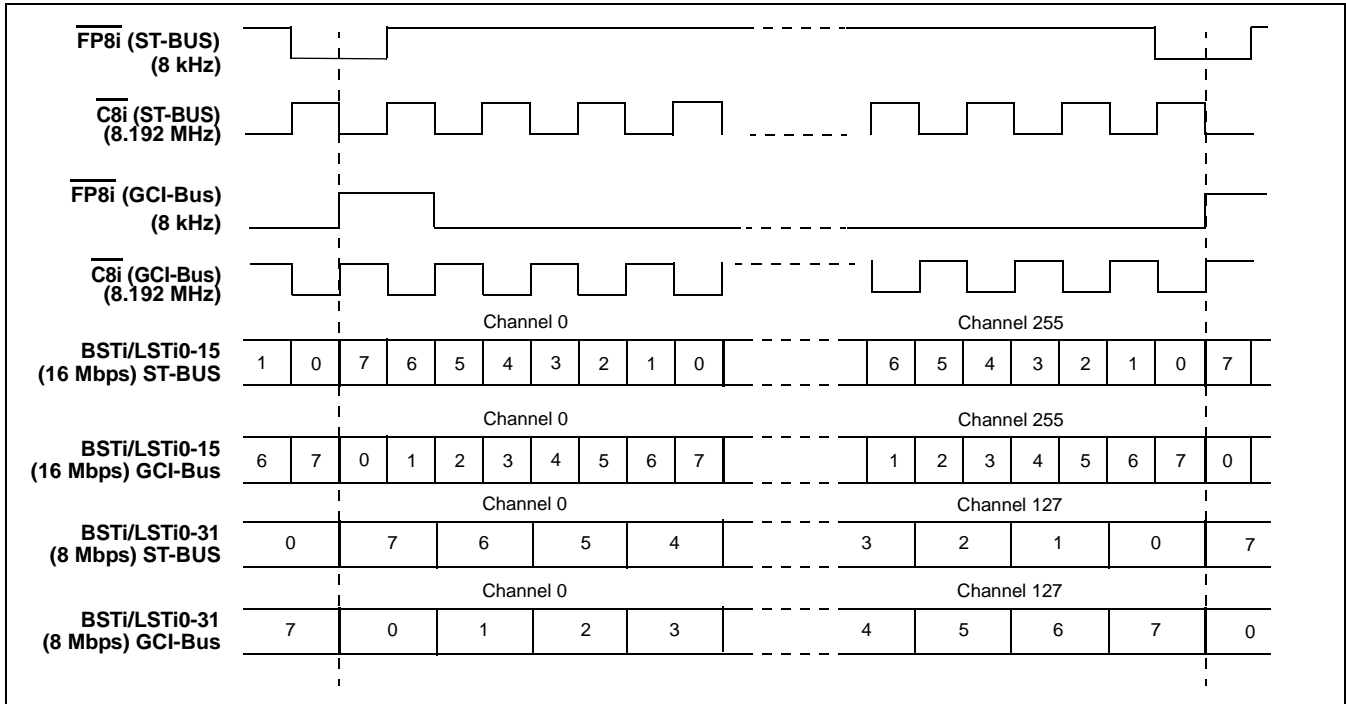 FP8i (ST-BUS)
(8 kHz)
C8i (ST-BUS)
(8.192 MHz)
FP8i (GCI-Bus)
(8 kHz)
C8i (GCI-Bus)
(8.192 MHz)
Channel 0 Channel 255
BSTi/LSTi0-15
(16 Mbps) ST-BUS
1 0 7 6 5 4 3 2 1 0 6 5 4 3 2 1 0 7
Channel 0 Channel 255
BSTi/LSTi0-15
(16 Mbps) GCI-Bus
6 7 0 1 2 3 4 5 6 7 1 2 3 4 5 6 7 0
Channel 0 Channel 127
BSTi/LSTi0-31
(8 Mbps) ST-BUS
0 7 6 5 4 3 2 1 0 7
Channel 0 Channel 127
BSTi/LSTi0-31
(8 Mbps) GCI-Bus
7 0 1 2 3 4 5 6 7 0